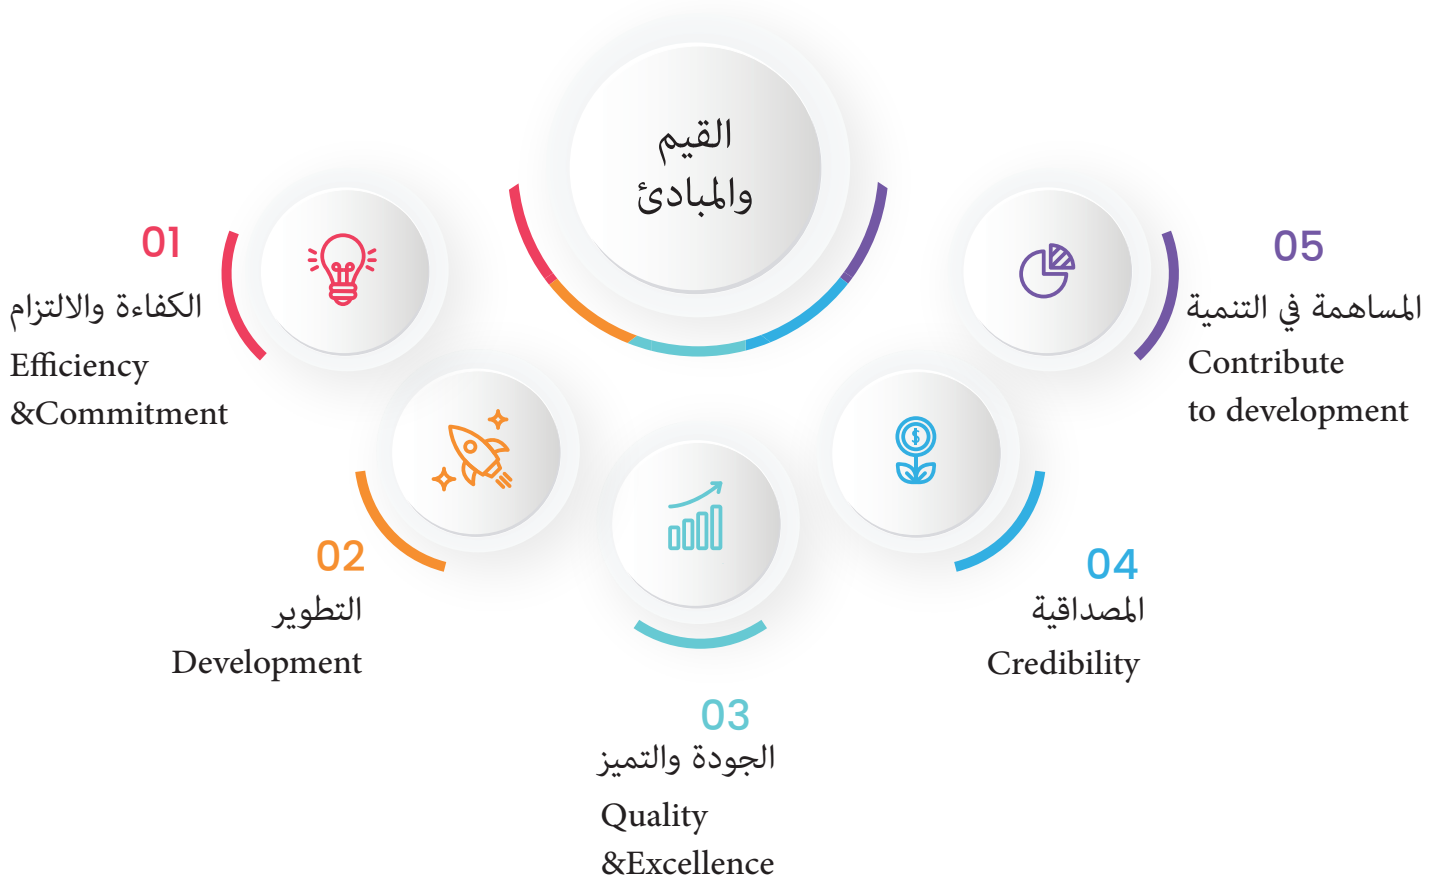 القيم
والمبادئ
01
الكفاءة والالتزام
Efficiency
&Commitment
02
التطوير
Development
03
الجودة والتميز
Quality
&Excellence
04
المصداقية
Credibility
05
المساهمة في التنمية
Contribute
to development
$